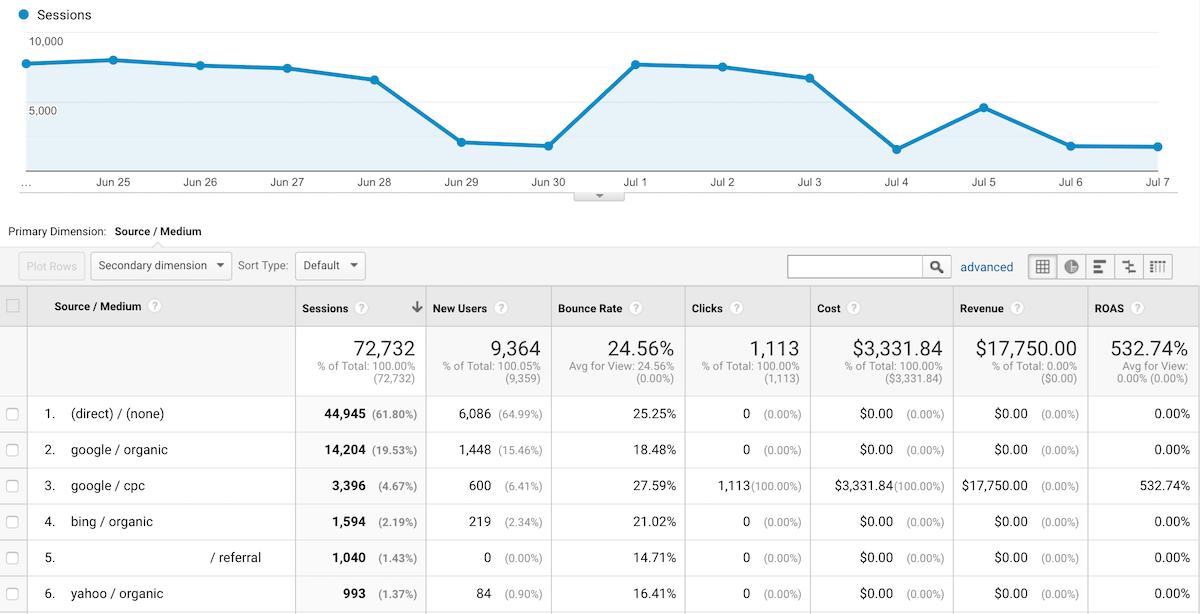 Sessions
10,000
5,000
... Jun 25 Jun 26 Jun 27 Jun 28 Jun 29 Jun 30 Jul 1 Jul 2 Jul 3 Jul 4 Jul 5 Jul 6 Jul 7
Primary Dimension: Source / Medium
Plot Rows Secondary dimension Sort Type: Default advanced
Source / Medium ? Sessions ? New Users ? Bounce Rate ? Clicks ? Cost ? Revenue ? ROAS ?
72,732 9,364 24.56% 1,113 $3,331.84 $17,750.00 532.74%
% of Total: 100.00% % of Total: 100.05% Avg for View: 24.56% % of Total: 100.00% % of Total: 100.00% % of Total: 0.00% Avg for View:
(72,732) (9,359) (0.00%) (1,113) ($3,331.84) ($0.00) 0.00% (0.00%)
1. (direct) / (none) 44,945 (61.80%) 6,086 (64.99%) 25.25% 0 (0.00%) $0.00 (0.00%) $0.00 (0.00%) 0.00%
2. google / organic 14,204 (19.53%) 1,448 (15.46%) 18.48% 0 (0.00%) $0.00 (0.00%) $0.00 (0.00%) 0.00%
3. google / cpc 3,396 (4.67%) 600 (6.41%) 27.59% 1,113(100.00%) $3,331.84(100.00%) $17,750.00 (0.00%) 532.74%
4. bing / organic 1,594 (2.19%) 219 (2.34%) 21.02% 0 (0.00%) $0.00 (0.00%) $0.00 (0.00%) 0.00%
5. / referral 1,040 (1.43%) 0 (0.00%) 14.71% 0 (0.00%) $0.00 (0.00%) $0.00 (0.00%) 0.00%
6. yahoo / organic 993 (1.37%) 84 (0.90%) 16.41% 0 (0.00%) $0.00 (0.00%) $0.00 (0.00%) 0.00%